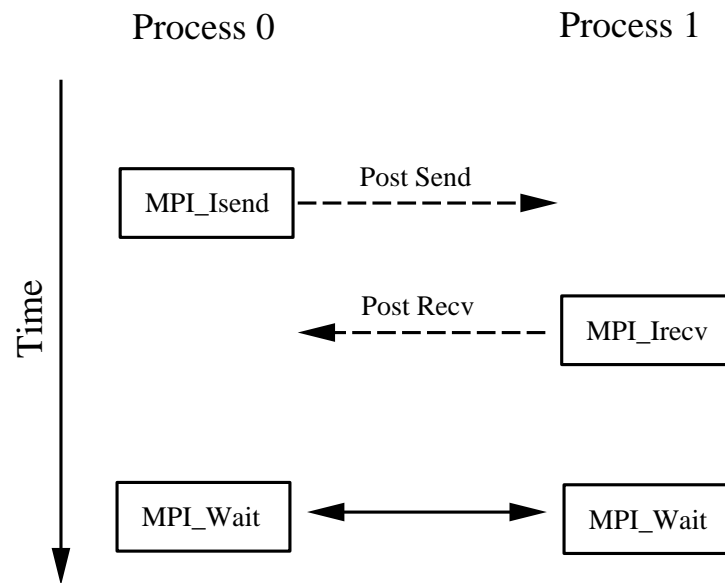 Process 0
Process 1
MPI_Isend
Post Send
Post Recv
MPI_Irecv
Time
MPI_Wait
MPI_Wait